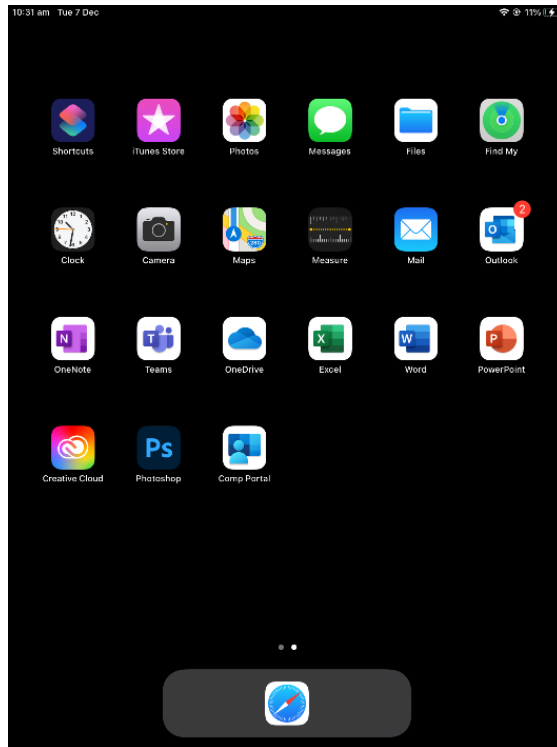 10:31 am Tue 7 Dec 11%
Shortcuts iTunes Store Photos Messages Files Find My
2
Clock Camera Maps Measure Mail Outlook
OneNote Teams OneDrive Excel Word PowerPoint
Ps
Creative Cloud Photoshop Comp Portal